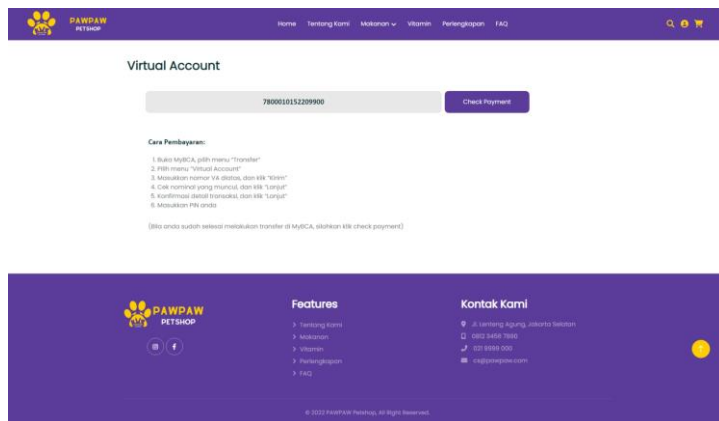 PAWPAW
PETSHOP
Home Tentang Kami Makanan Vitamin Perlengkapan FAQ
Virtual Account
7800010152209900
Check Payment
Cara Pembayaran:
1. Buka MyBCA, pilih menu "Transfer"
2. Pilih menu "Virtual Account"
3. Masukkan nomor VA diatas, dan klik "Kirim"
4. Cek nominal yang muncul, dan klik "Lanjut"
5. Konfirmasi detail transaksi, dan klik "Lanjut"
6. Masukkan PIN anda
(Bila anda sudah selesai melakukan transfer di MyBCA, silahkan klik check payment)
PAWPAW
PETSHOP
Features
> Tentang Kami
> Makanan
> Vitamin
> Perlengkapan
> FAQ
Kontak Kami
Jl. Lenteng Agung, Jakarta Selatan
0812 3456 7890
021 9999 000
cs@pawpaw.com
© 2022 PAWPAW Petshop, All Right Reserved.